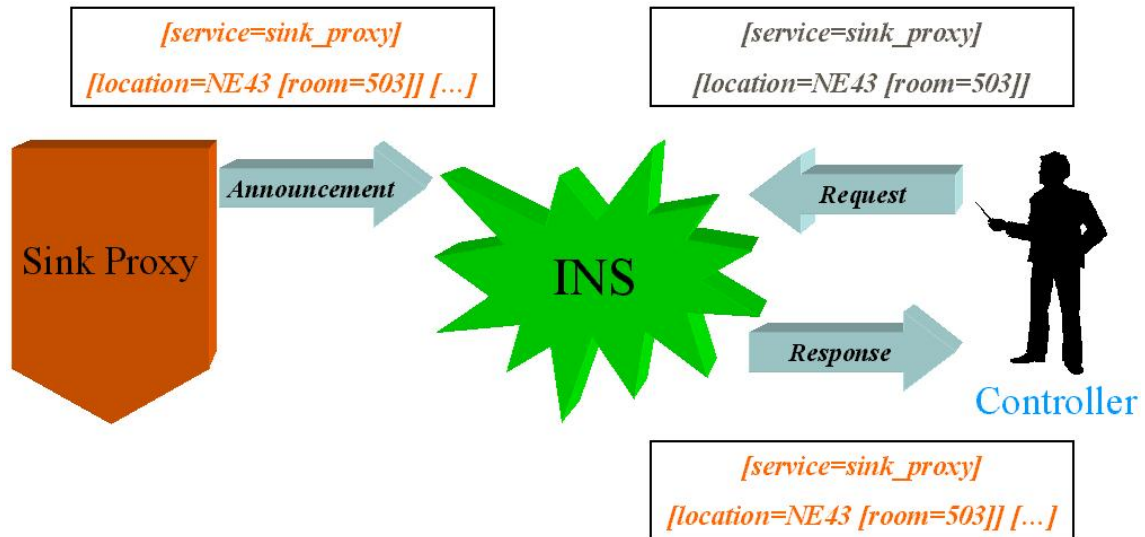 [service=sink_proxy]
[location=NE43 [room=503]] […]
[service=sink_proxy]
[location=NE43 [room=503]]
Announcement
Request
Sink Proxy
INS
Response
Controller
[service=sink_proxy]
[location=NE43 [room=503]] […]